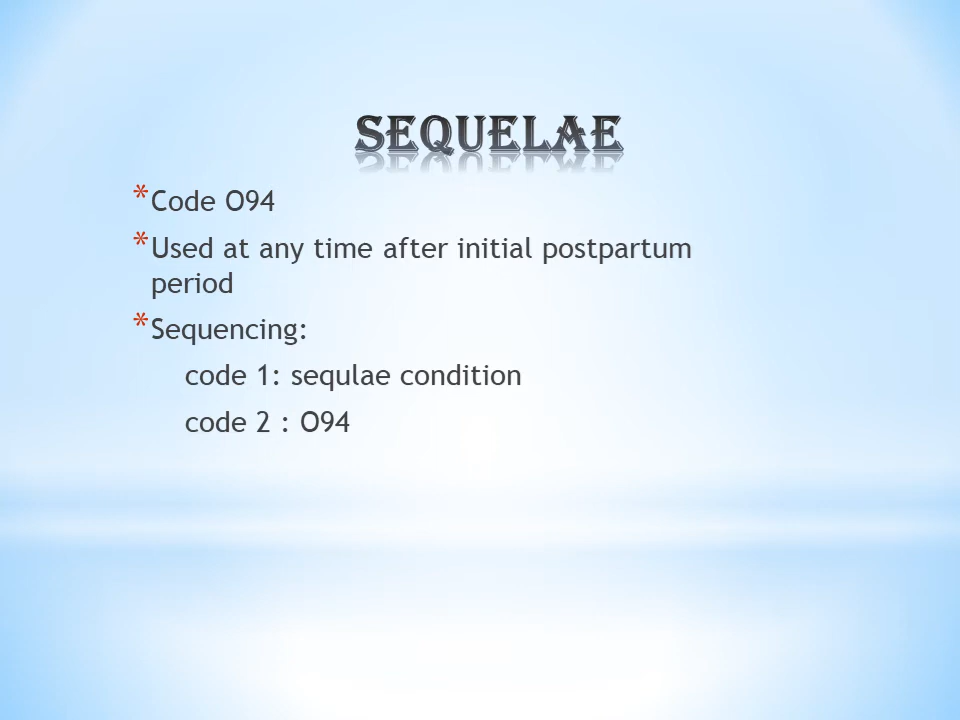 SEQUELAE
* Code O94
* Used at any time after initial postpartum
period
* Sequencing:
code 1: sequlae condition
code 2 : O94